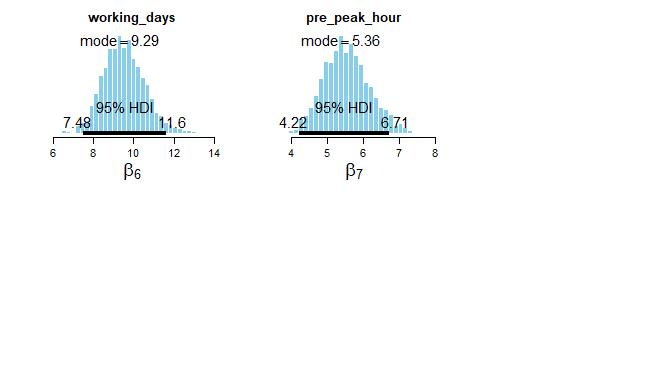 working_days
mode = 9.29
95% HDI
7.48 11.6
6 8 10 12 14
β6
pre_peak_hour
mode = 5.36
95% HDI
4.22 6.71
4 5 6 7 8
β7